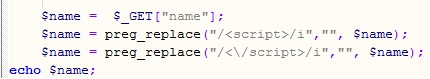 $name =  $_GET["name"];
$name = preg_replace("/<script>/i","", $name);
$name = preg_replace("/<\/script>/i","", $name);
echo $name;